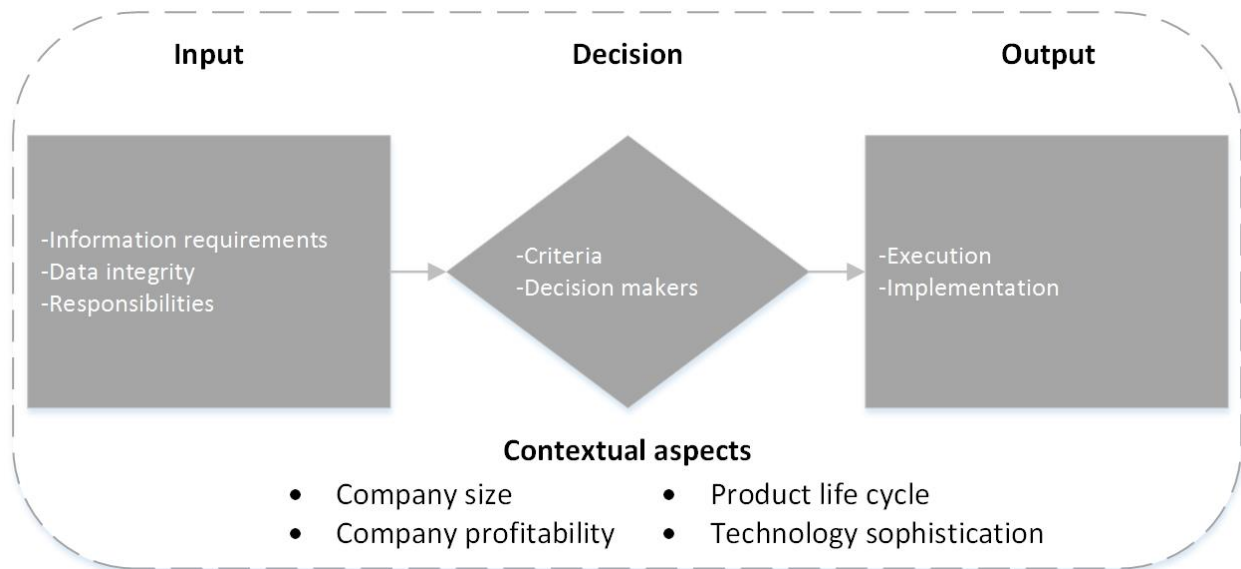 Input
Decision
Output
-Information requirements
-Data integrity
-Responsibilities
-Criteria
-Decision makers
-Execution
-Implementation
Contextual aspects
• Company size
• Company profitability
• Product life cycle
• Technology sophistication